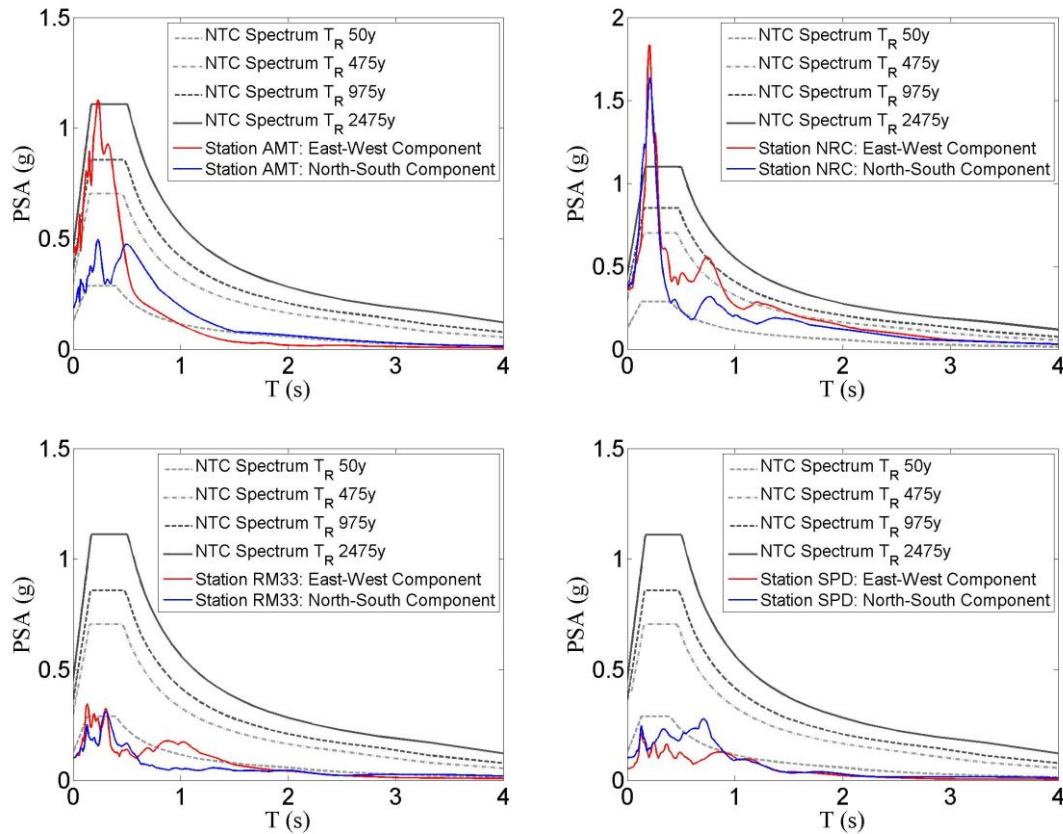 1.5
1
0.5
0
PSA (g)
0 1 2 3 4
T (s)
NTC Spectrum T_R 50y
NTC Spectrum T_R 475y
NTC Spectrum T_R 975y
NTC Spectrum T_R 2475y
Station AMT: East-West Component
Station AMT: North-South Component
2
1.5
1
0.5
0
PSA (g)
0 1 2 3 4
T (s)
NTC Spectrum T_R 50y
NTC Spectrum T_R 475y
NTC Spectrum T_R 975y
NTC Spectrum T_R 2475y
Station NRC: East-West Component
Station NRC: North-South Component
1.5
1
0.5
0
PSA (g)
0 1 2 3 4
T (s)
NTC Spectrum T_R 50y
NTC Spectrum T_R 475y
NTC Spectrum T_R 975y
NTC Spectrum T_R 2475y
Station RM33: East-West Component
Station RM33: North-South Component
1.5
1
0.5
0
PSA (g)
0 1 2 3 4
T (s)
NTC Spectrum T_R 50y
NTC Spectrum T_R 475y
NTC Spectrum T_R 975y
NTC Spectrum T_R 2475y
Station SPD: East-West Component
Station SPD: North-South Component